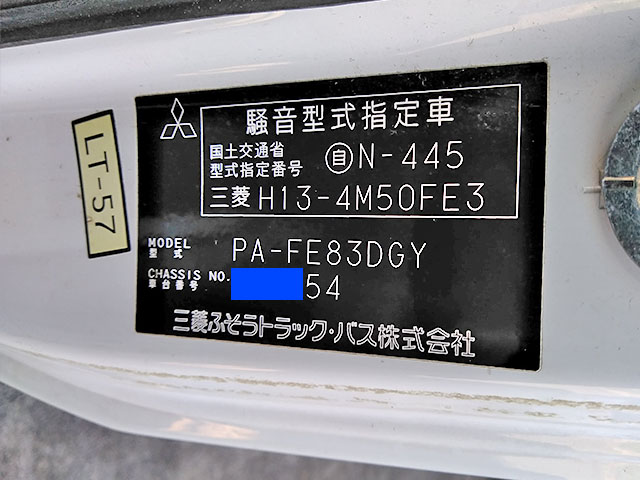 LT-57
騒音型式指定車
国土交通省
型式指定番号 自N-445
三菱 H13-4M50FE3
MODEL
型式 PA-FE83DGY
CHASSIS NO.
車台番号 54
三菱ふそうトラック・バス株式会社